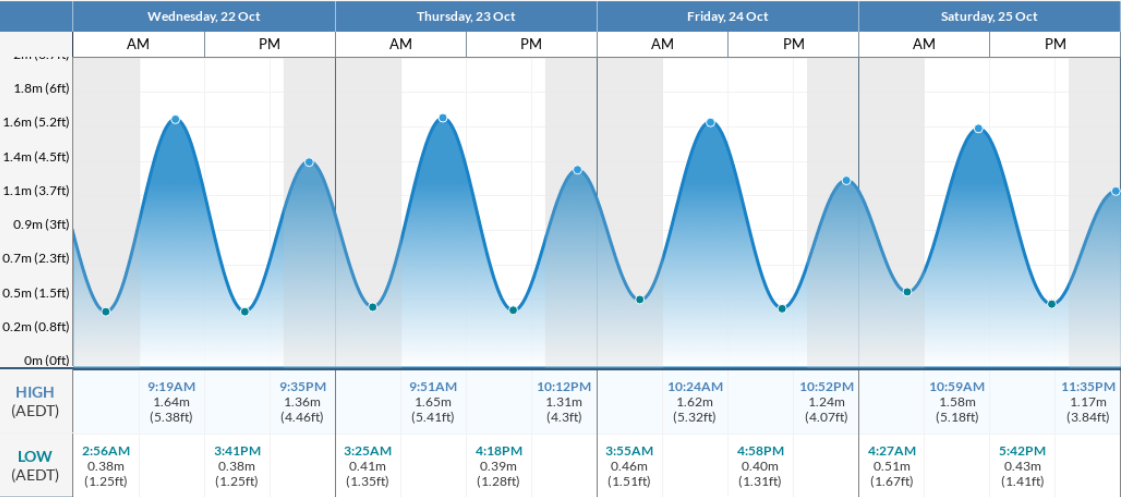 Wednesday, 22 Oct Thursday, 23 Oct Friday, 24 Oct Saturday, 25 Oct
AM PM AM PM AM PM AM PM
1.8m (6ft)
1.6m (5.2ft)
1.4m (4.5ft)
1.1m (3.7ft)
0.9m (3ft)
0.7m (2.3ft)
0.5m (1.5ft)
0.2m (0.8ft)
0m (0ft)
HIGH
(AEDT)
9:19AM 9:35PM 9:51AM 10:12PM 10:24AM 10:52PM 10:59AM 11:35PM
1.64m 1.36m 1.65m 1.31m 1.62m 1.24m 1.58m 1.17m
(5.38ft) (4.46ft) (5.41ft) (4.3ft) (5.32ft) (4.07ft) (5.18ft) (3.84ft)
LOW
(AEDT)
2:56AM 3:41PM 3:25AM 4:18PM 3:55AM 4:58PM 4:27AM 5:42PM
0.38m 0.38m 0.41m 0.39m 0.46m 0.40m 0.51m 0.43m
(1.25ft) (1.25ft) (1.35ft) (1.28ft) (1.51ft) (1.31ft) (1.67ft) (1.41ft)